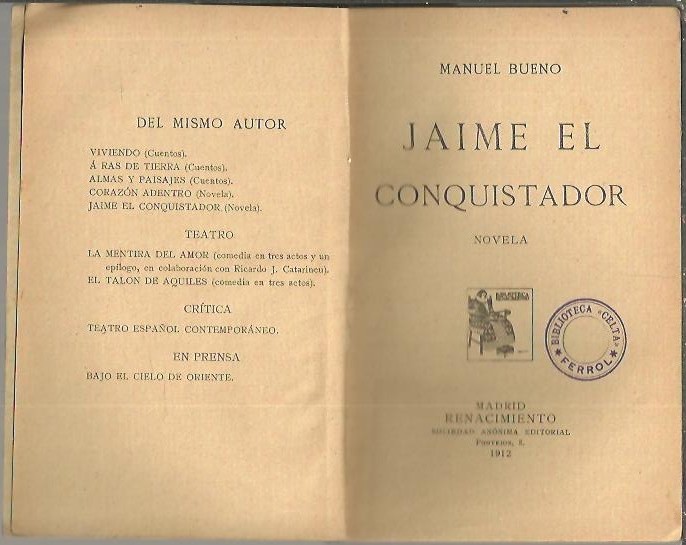 DEL MISMO AUTOR
VIVIENDO (Cuentos).
Á RAS DE TIERRA (Cuentos).
ALMAS Y PAISAJES (Cuentos).
CORAZÓN ADENTRO (Novela).
JAIME EL CONQUISTADOR (Novela).
TEATRO
LA MENTIRA DEL AMOR (comedia en tres actos y un
epílogo, en colaboración con Ricardo J. Catarineu).
EL TALON DE AQUILES (comedia en tres actos).
CRÍTICA
TEATRO ESPAÑOL CONTEMPORÁNEO.
EN PRENSA
BAJO EL CIELO DE ORIENTE.
MANUEL BUENO
JAIME EL
CONQUISTADOR
NOVELA
BIBLIOTECA
BIBLIOTECA «CELTA»
FERROL
MADRID
RENACIMIENTO
SOCIEDAD ANÓNIMA EDITORIAL
1912